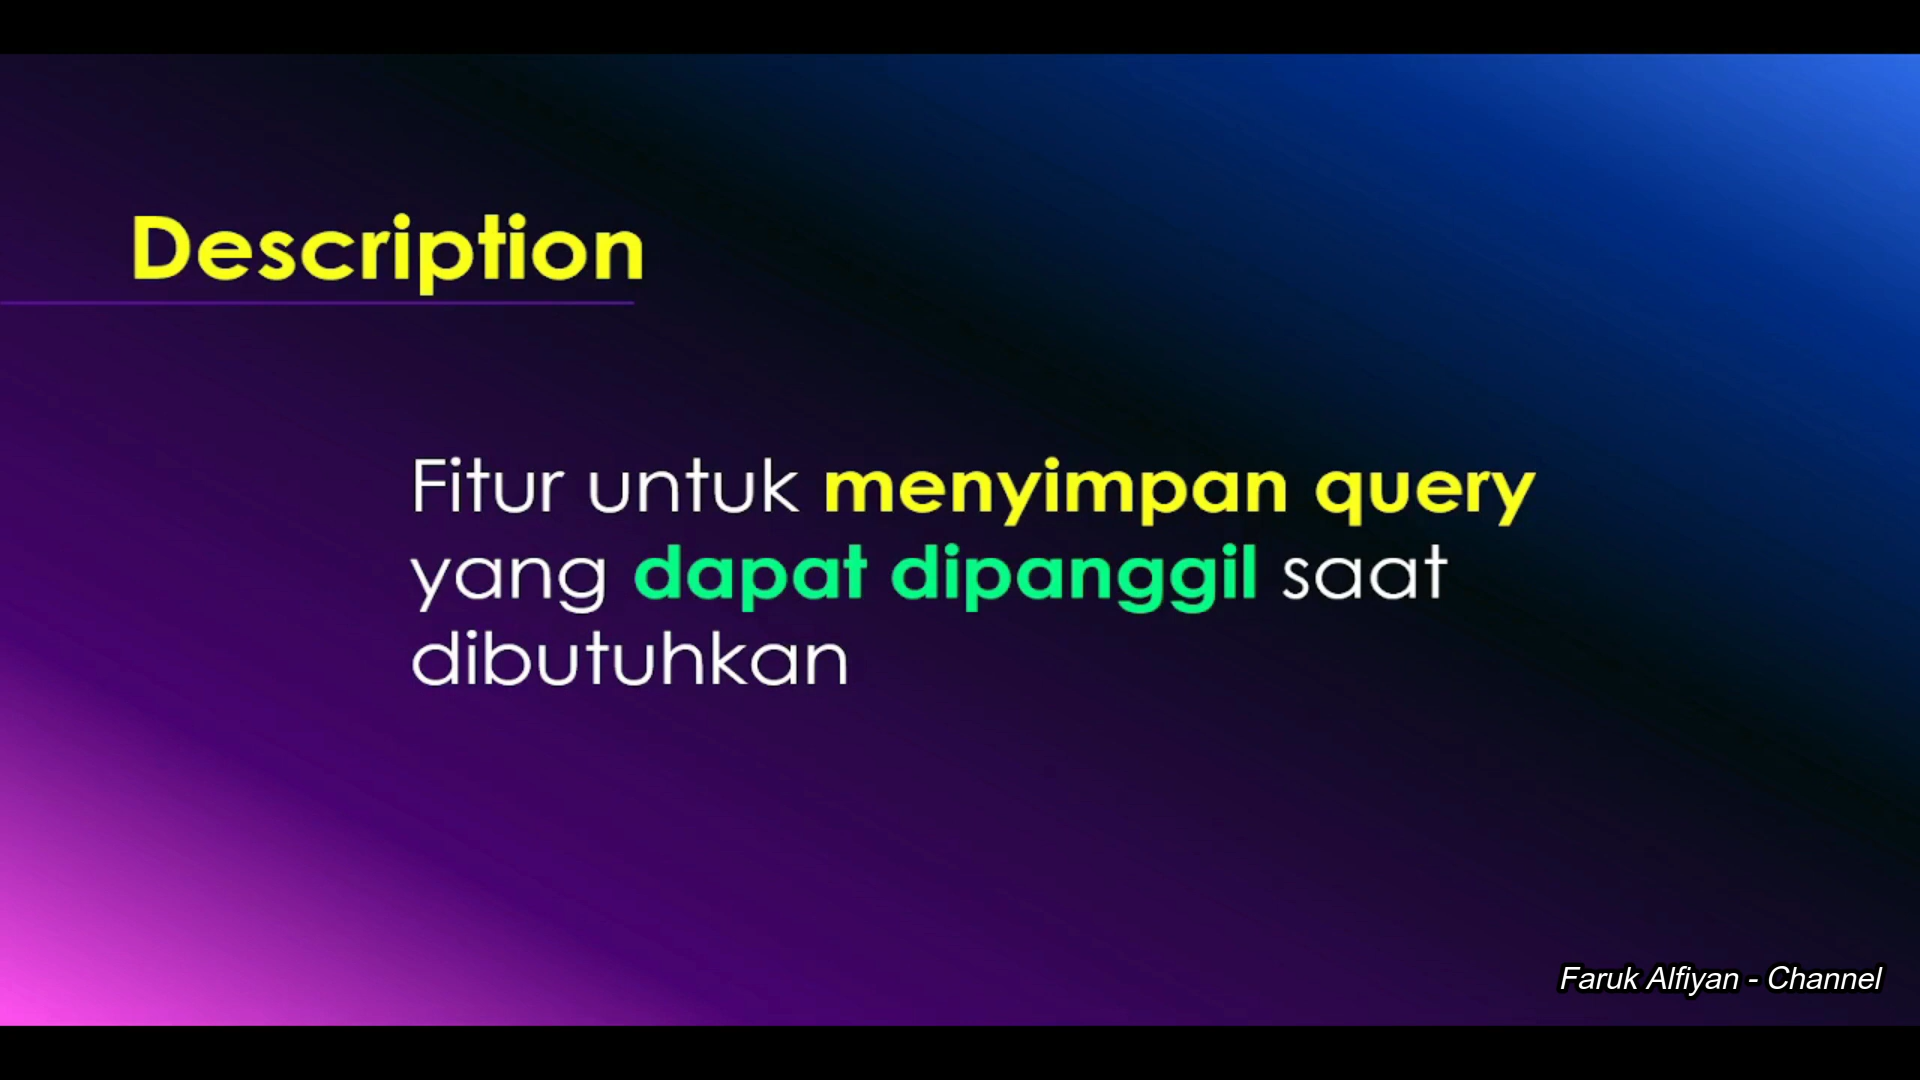 Description
Fitur untuk menyimpan query
yang dapat dipanggil saat
dibutuhkan
Faruk Alfiyan - Channel